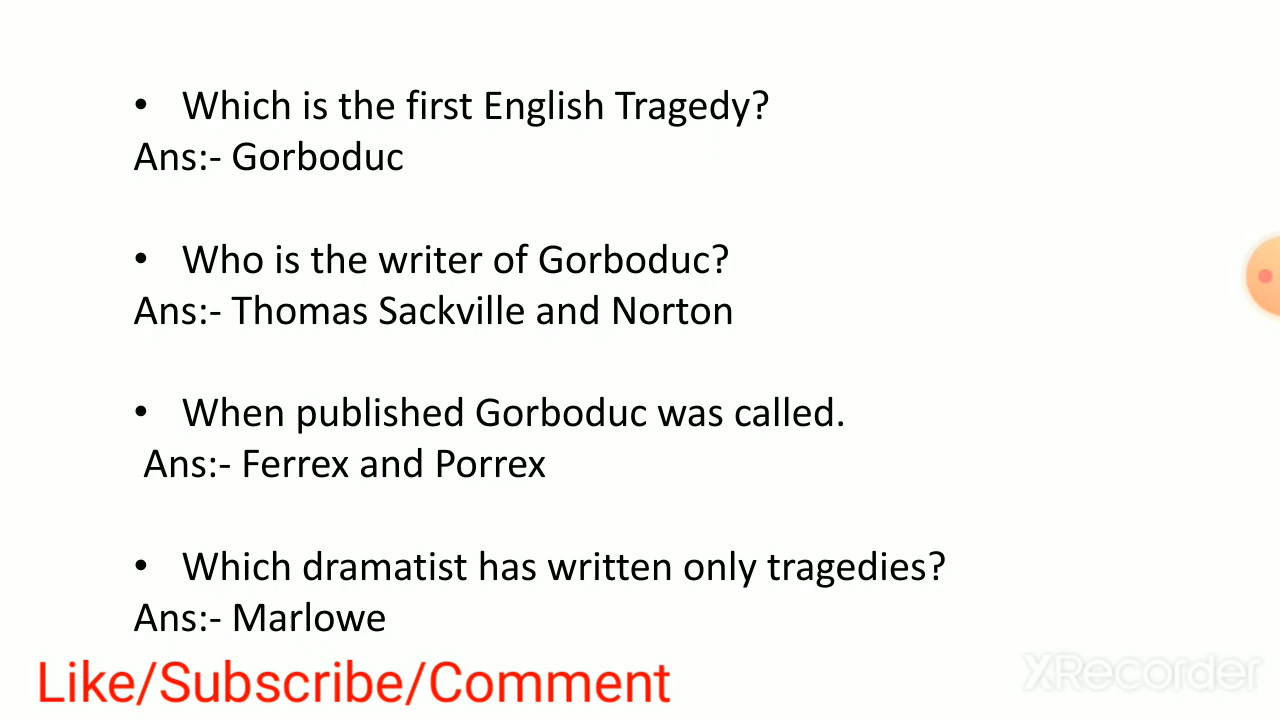 • Which is the first English Tragedy?
Ans:- Gorboduc
• Who is the writer of Gorboduc?
Ans:- Thomas Sackville and Norton
• When published Gorboduc was called.
Ans:- Ferrex and Porrex
• Which dramatist has written only tragedies?
Ans:- Marlowe
Like/Subscribe/Comment
XRecorder